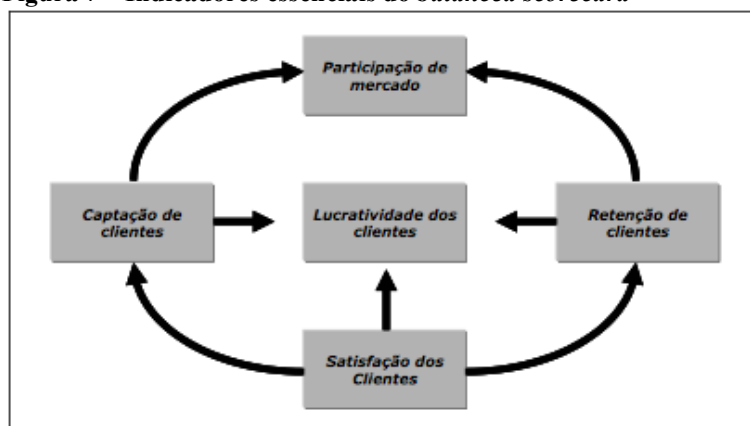 Participação de
mercado
Captação de
clientes
Lucratividade dos
clientes
Retenção de
clientes
Satisfação dos
Clientes